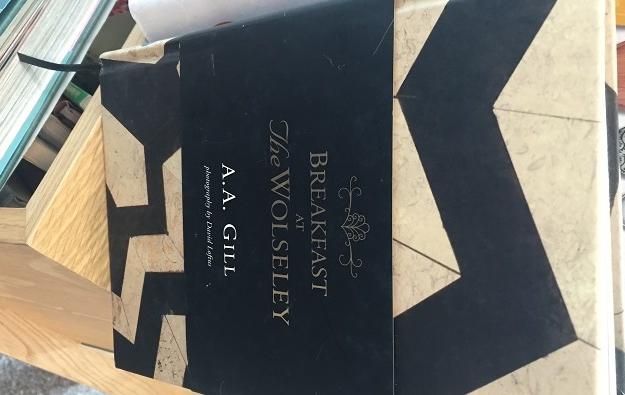 BREAKFAST
AT
The WOLSELEY
A.A. GILL
photography by David Loftus